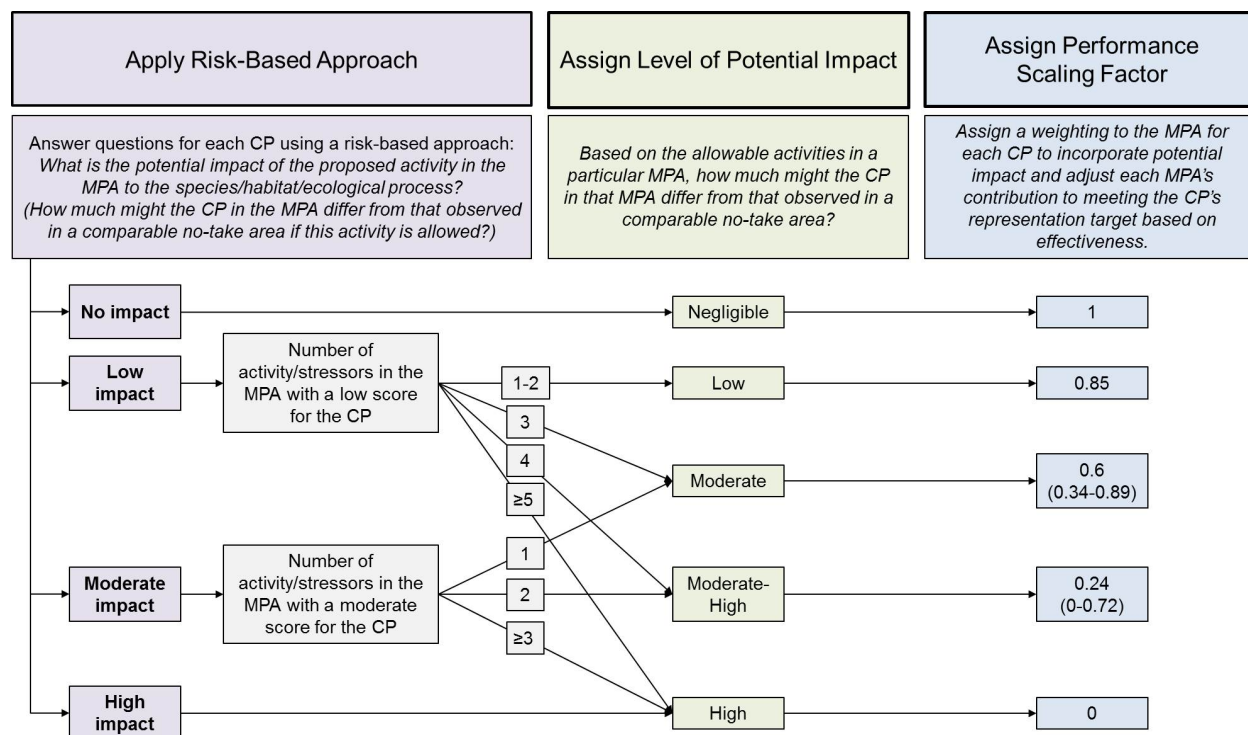 Apply Risk-Based Approach
Assign Level of Potential Impact
Assign Performance
Scaling Factor
Answer questions for each CP using a risk-based approach:
What is the potential impact of the proposed activity in the
MPA to the species/habitat/ecological process?
(How much might the CP in the MPA differ from that observed
in a comparable no-take area if this activity is allowed?)
Based on the allowable activities in a
particular MPA, how much might the CP
in that MPA differ from that observed in a
comparable no-take area?
Assign a weighting to the MPA for
each CP to incorporate potential
impact and adjust each MPA's
contribution to meeting the CP's
representation target based on
effectiveness.
No impact
Negligible
1
Low
impact
Number of
activity/stressors in the
MPA with a low score
for the CP
1-2
3
4
≥5
Low
0.85
Moderate
0.6
(0.34-0.89)
Moderate
impact
Number of
activity/stressors in the
MPA with a moderate
score for the CP
1
2
≥3
Moderate-
High
0.24
(0-0.72)
High
impact
High
0